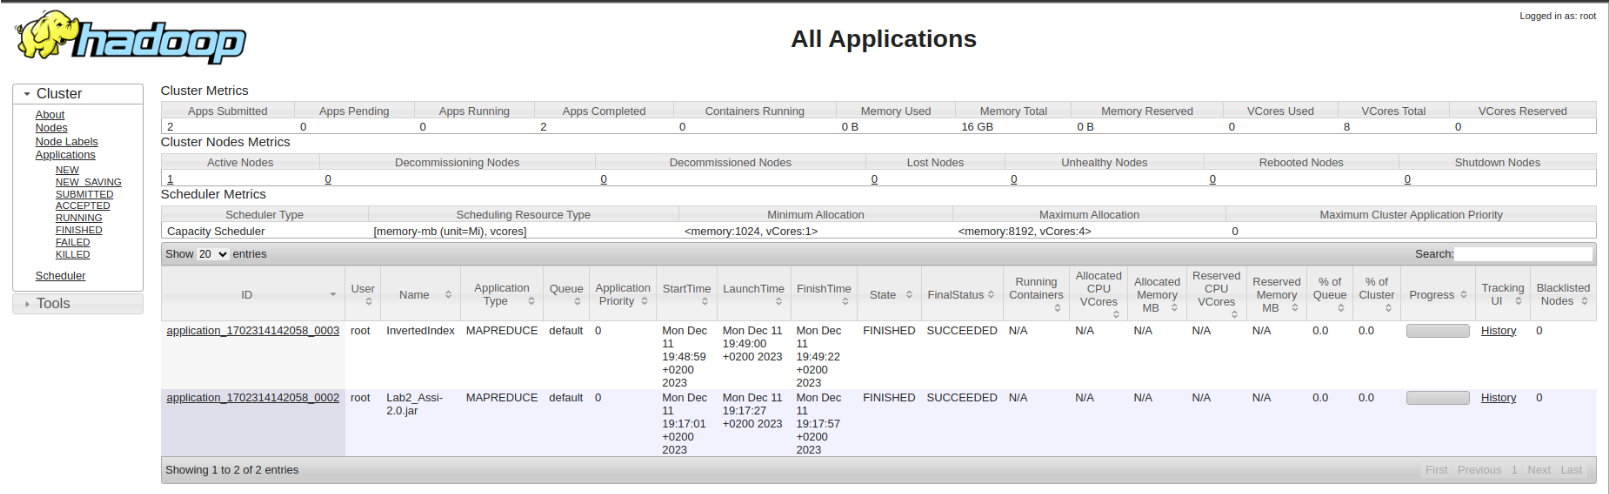 Logged in as: root
hadoop
All Applications
Cluster
About
Nodes
Node Labels
Applications
NEW
NEW_SAVING
SUBMITTED
ACCEPTED
RUNNING
FINISHED
FAILED
KILLED
Scheduler
Tools
Cluster Metrics
Apps Submitted Apps Pending Apps Running Apps Completed Containers Running Memory Used Memory Total Memory Reserved VCores Used VCores Total VCores Reserved
2 0 0 2 0 0 B 16 GB 0 B 0 8 0
Cluster Nodes Metrics
Active Nodes Decommissioning Nodes Decommissioned Nodes Lost Nodes Unhealthy Nodes Rebooted Nodes Shutdown Nodes
1 0 0 0 0 0 0
Scheduler Metrics
Scheduler Type Scheduling Resource Type Minimum Allocation Maximum Allocation Maximum Cluster Application Priority
Capacity Scheduler [memory-mb (unit=Mi), vcores] <memory:1024, vCores:1> <memory:8192, vCores:4> 0
Show 20 entries Search:
ID User Name Application Type Queue Application Priority StartTime LaunchTime FinishTime State FinalStatus Running Containers Allocated CPU VCores Allocated Memory MB Reserved CPU VCores Reserved Memory MB % of Queue % of Cluster Progress Tracking UI Blacklisted Nodes
application_1702314142058_0003 root InvertedIndex MAPREDUCE default 0 Mon Dec 11 19:48:59 +0200 2023 Mon Dec 11 19:49:00 +0200 2023 Mon Dec 11 19:49:22 +0200 2023 FINISHED SUCCEEDED N/A N/A N/A N/A N/A 0.0 0.0 History 0
application_1702314142058_0002 root Lab2_Assi-2.0.jar MAPREDUCE default 0 Mon Dec 11 19:17:01 +0200 2023 Mon Dec 11 19:17:27 +0200 2023 Mon Dec 11 19:17:57 +0200 2023 FINISHED SUCCEEDED N/A N/A N/A N/A N/A 0.0 0.0 History 0
Showing 1 to 2 of 2 entries First Previous 1 Next Last